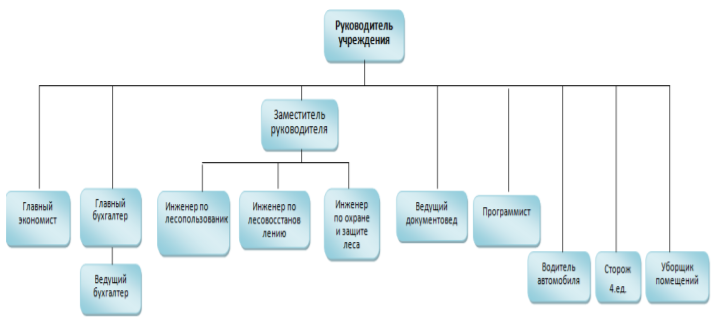 Руководитель
учреждения
Заместитель
руководителя
Главный
экономист
Главный
бухгалтер
Инженер по
лесопользованию
Инженер по
лесовосстанов
лению
Инженер
по охране
и защите
леса
Ведущий
документовед
Программист
Ведущий
бухгалтер
Водитель
автомобиля
Сторож
4.ед.
Уборщик
помещений